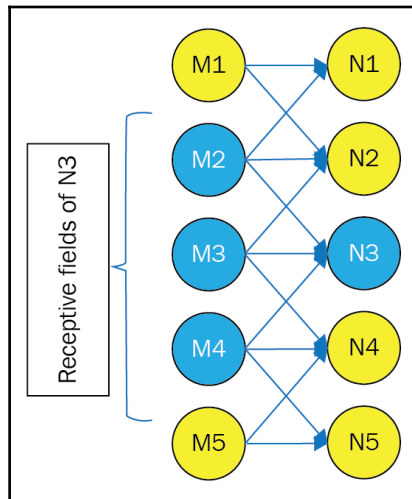 M1 N1
M2 N2
Receptive fields of N3
M3 N3
M4 N4
M5 N5